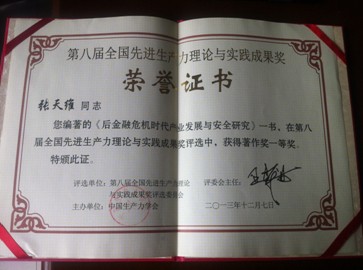 第八届全国先进生产力理论与实践成果奖
荣誉证书
张天维 同志
您编著的《后金融危机时代产业发展与安全研究》一书，在第八
届全国先进生产力理论与实践成果奖评选中，获得著作奖一等奖。
特颁此证。
评选单位：第八届全国先进生产力理论
与实践成果奖评选委员会
评委会主任：
主办单位：中国生产力学会
二〇一三年十二月七日